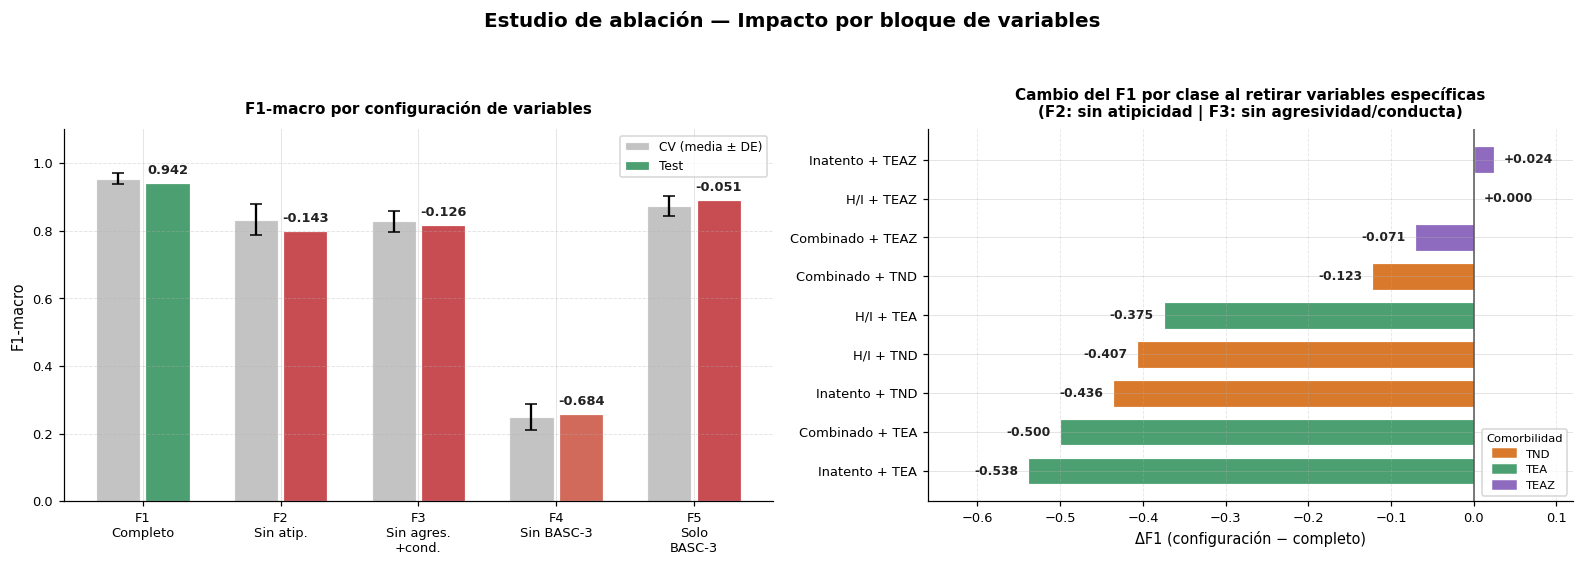 Estudio de ablación — Impacto por bloque de variables
F1-macro por configuración de variables
CV (media ± DE)
Test
F1-macro
1.0
0.8
0.6
0.4
0.2
0.0
0.942
-0.143
-0.126
-0.684
-0.051
F1
Completo
F2
Sin atip.
F3
Sin agres.
+cond.
F4
Sin BASC-3
F5
Solo
BASC-3
Cambio del F1 por clase al retirar variables específicas
(F2: sin atipicidad | F3: sin agresividad/conducta)
Inatento + TEAZ
+0.024
H/I + TEAZ
+0.000
Combinado + TEAZ
-0.071
Combinado + TND
-0.123
H/I + TEA
-0.375
H/I + TND
-0.407
Inatento + TND
-0.436
Combinado + TEA
-0.500
Inatento + TEA
-0.538
Comorbilidad
TND
TEA
TEAZ
−0.6 −0.5 −0.4 −0.3 −0.2 −0.1 0.0 0.1
ΔF1 (configuración − completo)